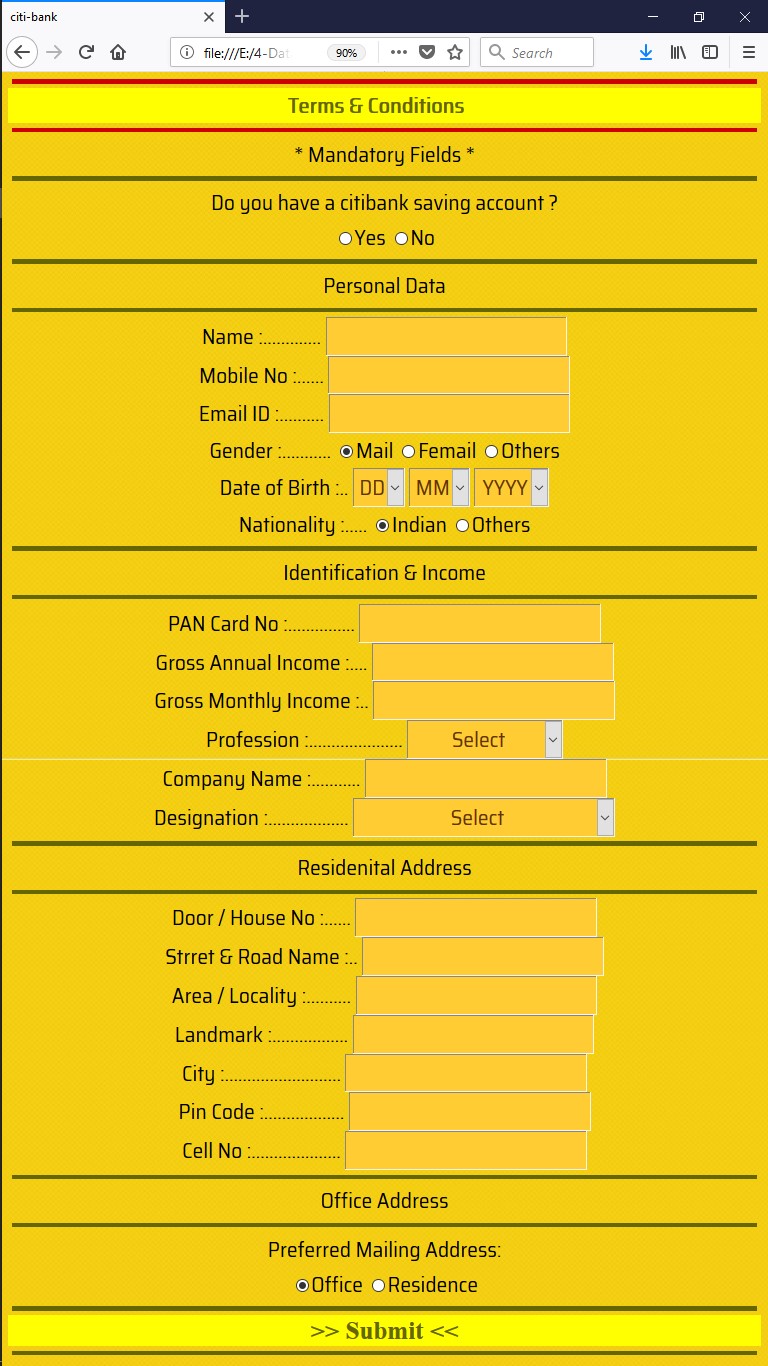 citi-bank
file:///E:/4-Dat
90%
Search
Terms & Conditions
* Mandatory Fields *
Do you have a citibank saving account ?
Yes No
Personal Data
Name :.............
Mobile No :......
Email ID :..........
Gender :........... Mail Femail Others
Date of Birth :.. DD MM YYYY
Nationality :..... Indian Others
Identification & Income
PAN Card No :...............
Gross Annual Income :....
Gross Monthly Income :..
Profession :..................... Select
Company Name :...........
Designation :.................. Select
Residenital Address
Door / House No :......
Strret & Road Name :..
Area / Locality :..........
Landmark :.................
City :..........................
Pin Code :..................
Cell No :....................
Office Address
Preferred Mailing Address:
Office Residence
>> Submit <<